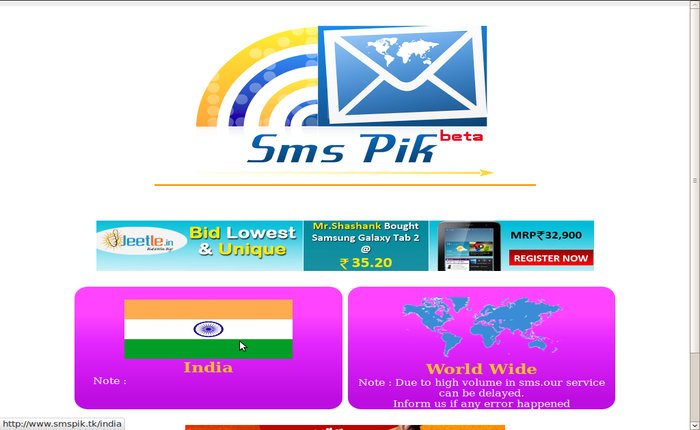 Sms Pik beta
Jeetle.in
Bid Lowest
& Unique
Mr.Shashank Bought
Samsung Galaxy Tab 2
@
₹ 35.20
MRP₹32,900
REGISTER NOW
India
Note :
World Wide
Note : Due to high volume in sms.our service
can be delayed.
Inform us if any error happened
http://www.smspik.tk/india